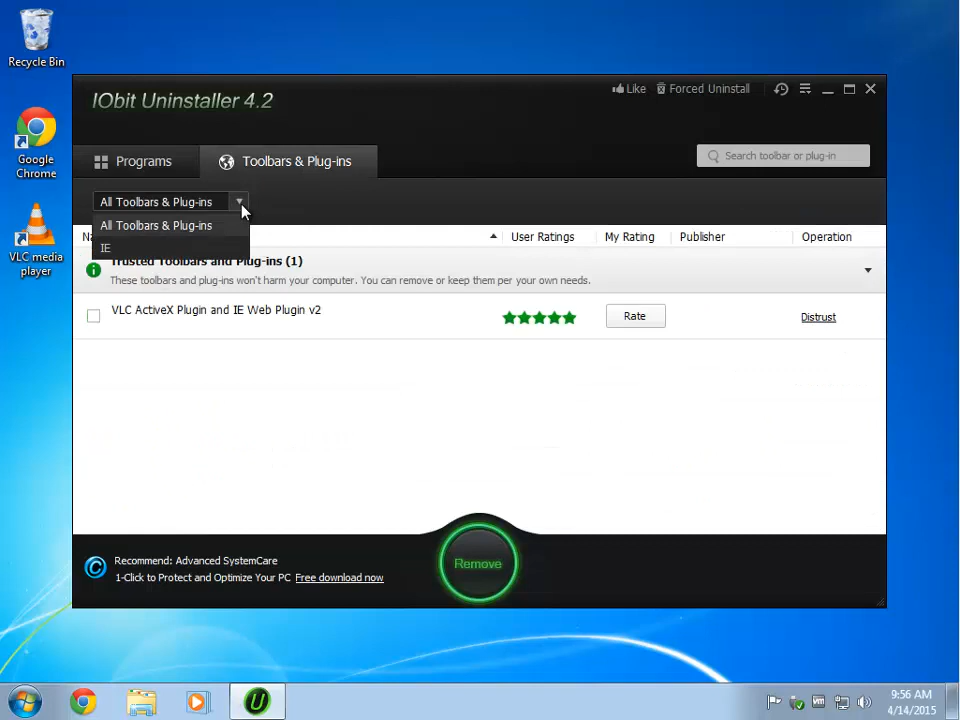 Recycle Bin
Google
Chrome
VLC media
player
IObit Uninstaller 4.2
Like
Forced Uninstall
Programs
Toolbars & Plug-ins
Search toolbar or plug-in
All Toolbars & Plug-ins
All Toolbars & Plug-ins
IE
User Ratings
My Rating
Publisher
Operation
Trusted Toolbars and Plug-ins (1)
These toolbars and plug-ins won't harm your computer. You can remove or keep them per your own needs.
VLC ActiveX Plugin and IE Web Plugin v2
Rate
Distrust
Recommend: Advanced SystemCare
1-Click to Protect and Optimize Your PC Free download now
Remove
9:56 AM
4/14/2015